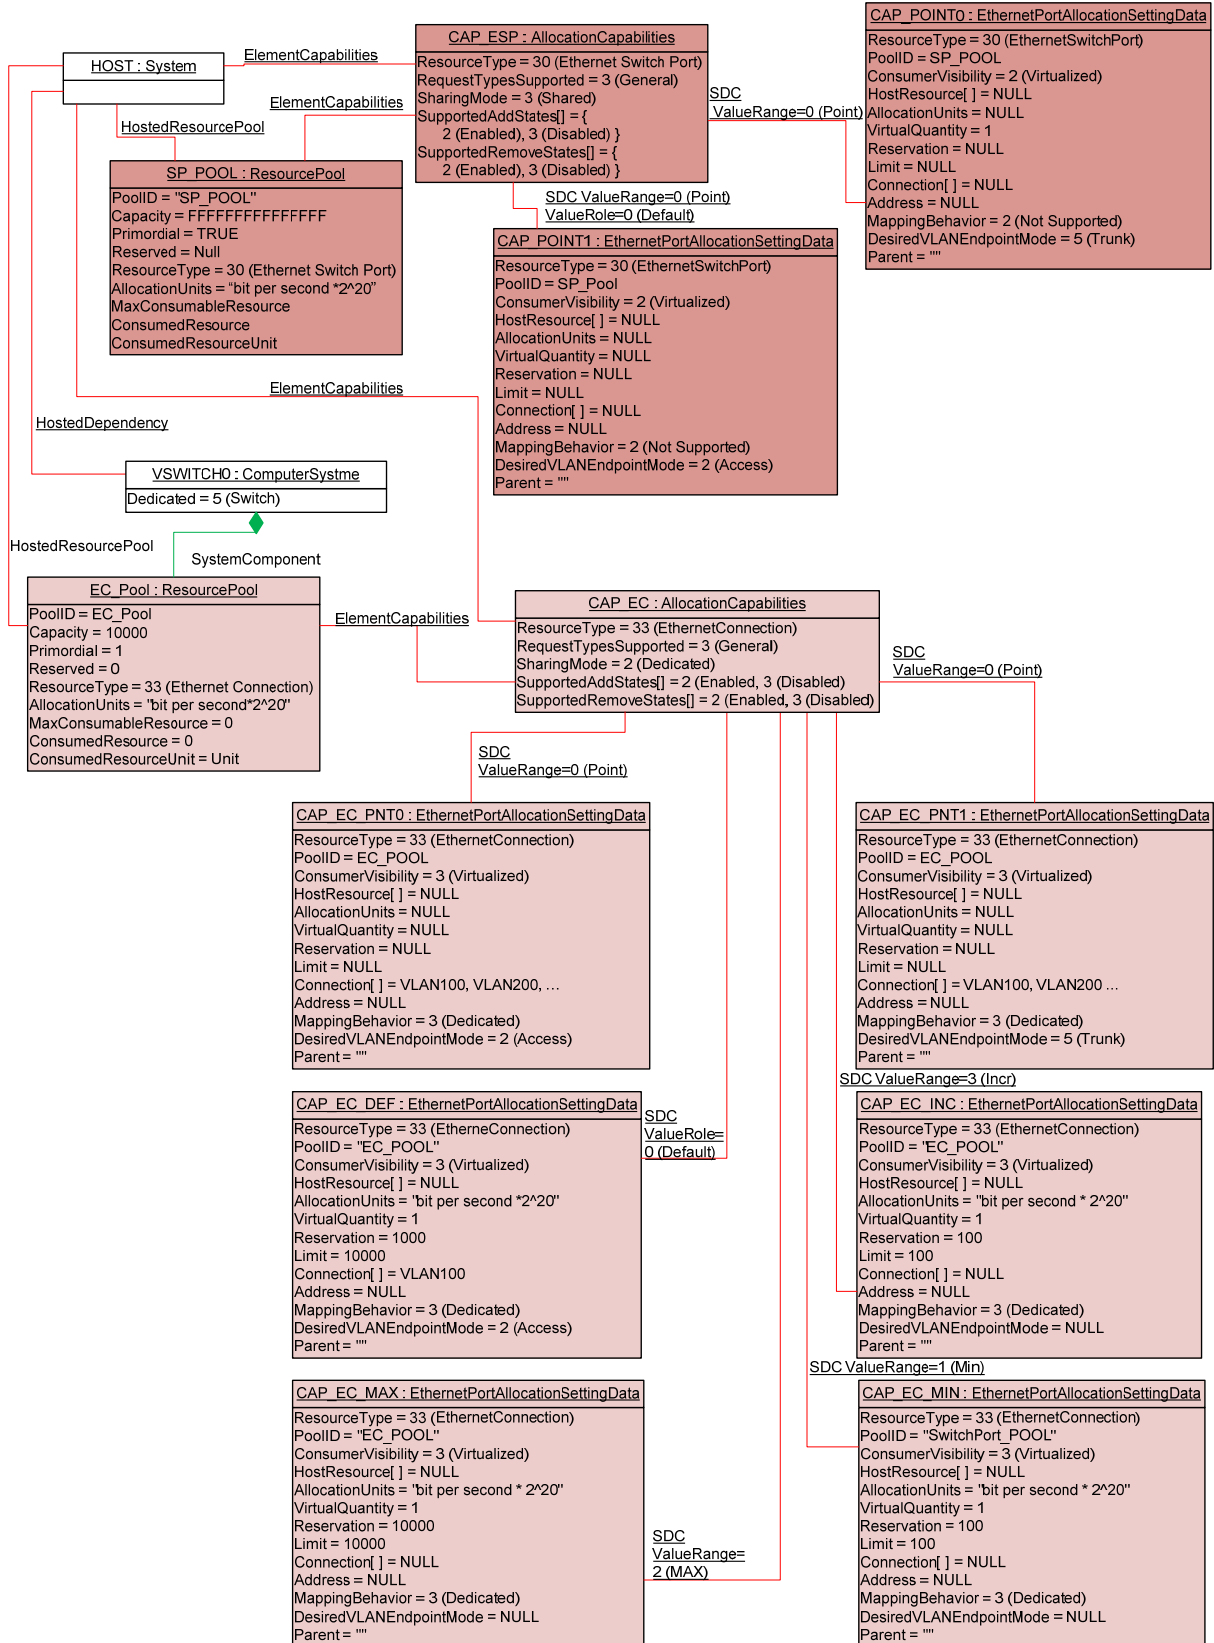 HOST : System
ElementCapabilities
ElementCapabilities
HostedResourcePool
CAP_ESP : AllocationCapabilities
ResourceType = 30 (Ethernet Switch Port)
RequestTypesSupported = 3 (General)
SharingMode = 3 (Shared)
SupportedAddStates[] = {
2 (Enabled), 3 (Disabled) }
SupportedRemoveStates[] = {
2 (Enabled), 3 (Disabled) }
SDC
ValueRange=0 (Point)
CAP_POINT0 : EthernetPortAllocationSettingData
ResourceType = 30 (EthernetSwitchPort)
PoolID = SP_POOL
ConsumerVisibility = 2 (Virtualized)
HostResource[ ] = NULL
AllocationUnits = NULL
VirtualQuantity = 1
Reservation = NULL
Limit = NULL
Connection[ ] = NULL
Address = NULL
MappingBehavior = 2 (Not Supported)
DesiredVLANEndpointMode = 5 (Trunk)
Parent = ""
SP_POOL : ResourcePool
PoolID = "SP_POOL"
Capacity = FFFFFFFFFFFFFFF
Primordial = TRUE
Reserved = Null
ResourceType = 30 (Ethernet Switch Port)
AllocationUnits = “bit per second *2^20”
MaxConsumableResource
ConsumedResource
ConsumedResourceUnit
SDC ValueRange=0 (Point)
ValueRole=0 (Default)
CAP_POINT1 : EthernetPortAllocationSettingData
ResourceType = 30 (EthernetSwitchPort)
PoolID = SP_Pool
ConsumerVisibility = 2 (Virtualized)
HostResource[ ] = NULL
AllocationUnits = NULL
VirtualQuantity = NULL
Reservation = NULL
Limit = NULL
Connection[ ] = NULL
Address = NULL
MappingBehavior = 2 (Not Supported)
DesiredVLANEndpointMode = 2 (Access)
Parent = ""
ElementCapabilities
HostedDependency
VSWITCH0 : ComputerSystme
Dedicated = 5 (Switch)
HostedResourcePool
SystemComponent
EC_Pool : ResourcePool
PoolID = EC_Pool
Capacity = 10000
Primordial = 1
Reserved = 0
ResourceType = 33 (Ethernet Connection)
AllocationUnits = "bit per second*2^20"
MaxConsumableResource = 0
ConsumedResource = 0
ConsumedResourceUnit = Unit
ElementCapabilities
CAP_EC : AllocationCapabilities
ResourceType = 33 (EthernetConnection)
RequestTypesSupported = 3 (General)
SharingMode = 2 (Dedicated)
SupportedAddStates[] = 2 (Enabled, 3 (Disabled)
SupportedRemoveStates[] = 2 (Enabled, 3 (Disabled)
SDC
ValueRange=0 (Point)
SDC
ValueRange=0 (Point)
CAP_EC_PNT0 : EthernetPortAllocationSettingData
ResourceType = 33 (EthernetConnection)
PoolID = EC_POOL
ConsumerVisibility = 3 (Virtualized)
HostResource[ ] = NULL
AllocationUnits = NULL
VirtualQuantity = NULL
Reservation = NULL
Limit = NULL
Connection[ ] = VLAN100, VLAN200, ...
Address = NULL
MappingBehavior = 3 (Dedicated)
DesiredVLANEndpointMode = 2 (Access)
Parent = ""
CAP_EC_PNT1 : EthernetPortAllocationSettingData
ResourceType = 33 (EthernetConnection)
PoolID = EC_POOL
ConsumerVisibility = 3 (Virtualized)
HostResource[ ] = NULL
AllocationUnits = NULL
VirtualQuantity = NULL
Reservation = NULL
Limit = NULL
Connection[ ] = VLAN100, VLAN200 ...
Address = NULL
MappingBehavior = 3 (Dedicated)
DesiredVLANEndpointMode = 5 (Trunk)
Parent = ""
SDC ValueRange=3 (Incr)
CAP_EC_DEF : EthernetPortAllocationSettingData
ResourceType = 33 (EtherneConnection)
PoolID = "EC_POOL"
ConsumerVisibility = 3 (Virtualized)
HostResource[ ] = NULL
AllocationUnits = "bit per second *2^20"
VirtualQuantity = 1
Reservation = 1000
Limit = 10000
Connection[ ] = VLAN100
Address = NULL
MappingBehavior = 3 (Dedicated)
DesiredVLANEndpointMode = 2 (Access)
Parent = ""
SDC
ValueRole=
0 (Default)
CAP_EC_INC : EthernetPortAllocationSettingData
ResourceType = 33 (EthernetConnection)
PoolID = "EC_POOL"
ConsumerVisibility = 3 (Virtualized)
HostResource[ ] = NULL
AllocationUnits = "bit per second * 2^20"
VirtualQuantity = 1
Reservation = 100
Limit = 100
Connection[ ] = NULL
Address = NULL
MappingBehavior = 3 (Dedicated)
DesiredVLANEndpointMode = NULL
Parent = ""
SDC ValueRange=1 (Min)
CAP_EC_MAX : EthernetPortAllocationSettingData
ResourceType = 33 (EthernetConnection)
PoolID = "EC_POOL"
ConsumerVisibility = 3 (Virtualized)
HostResource[ ] = NULL
AllocationUnits = "bit per second * 2^20"
VirtualQuantity = 1
Reservation = 10000
Limit = 10000
Connection[ ] = NULL
Address = NULL
MappingBehavior = 3 (Dedicated)
DesiredVLANEndpointMode = NULL
Parent = ""
SDC
ValueRange=
2 (MAX)
CAP_EC_MIN : EthernetPortAllocationSettingData
ResourceType = 33 (EthernetConnection)
PoolID = "SwitchPort_POOL"
ConsumerVisibility = 3 (Virtualized)
HostResource[ ] = NULL
AllocationUnits = "bit per second * 2^20"
VirtualQuantity = 1
Reservation = 100
Limit = 100
Connection[ ] = NULL
Address = NULL
MappingBehavior = 3 (Dedicated)
DesiredVLANEndpointMode = NULL
Parent = ""